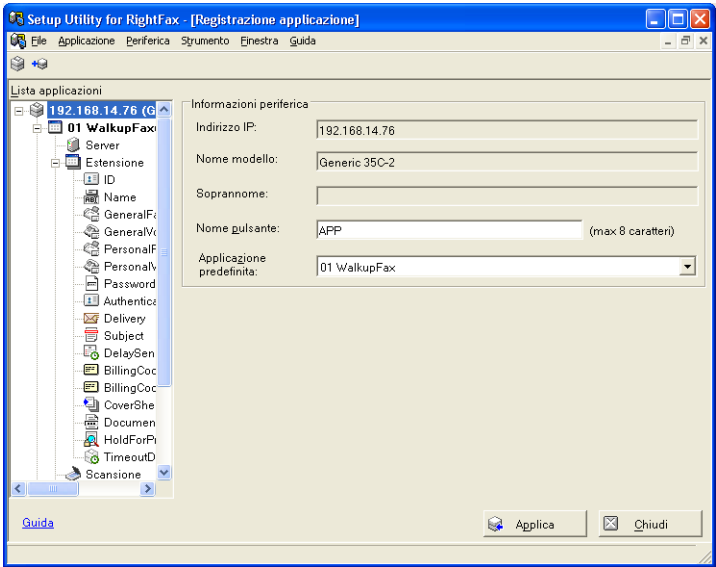 Setup Utility for RightFax - [Registrazione applicazione]
File Applicazione Periferica Strumento Finestra Guida
Lista applicazioni
192.168.14.76 (G
01 WalkupFax
Server
Estensione
ID
Name
GeneralFa
GeneralVo
PersonalF
PersonalV
Password
Authentica
Delivery
Subject
DelaySen
BillingCod
BillingCod
CoverShe
Documen
HoldForPr
TimeoutD
Scansione
Informazioni periferica
Indirizzo IP: 192.168.14.76
Nome modello: Generic 35C-2
Soprannome:
Nome pulsante: APP (max 8 caratteri)
Applicazione
predefinita: 01 WalkupFax
Guida
Applica Chiudi